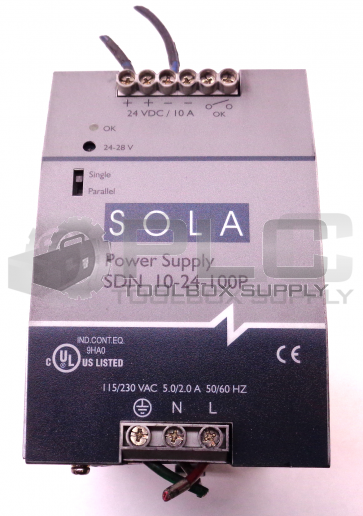 + + − −
24 VDC / 10 A OK
OK
24-28 V
Single
Parallel
SOLA
PLC
TOOLBOX SUPPLY
Power Supply
SDN 10-24-100P
IND.CONT.EQ.
9HA0
C UL US LISTED
CE
115/230 VAC 5.0/2.0 A 50/60 HZ
N L